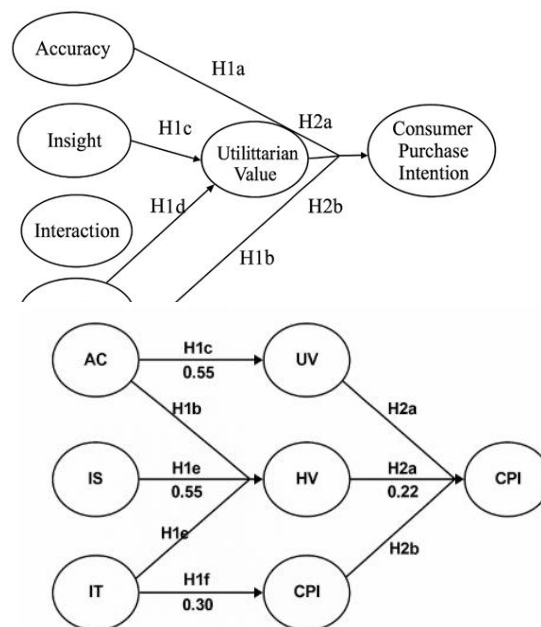 Accuracy
H1a
Insight
H1c
H2a
Utilittarian
Value
Consumer
Purchase
Intention
H1d
Interaction
H2b
H1b
AC
H1c
0.55
UV
H1b
H2a
IS
H1e
0.55
HV
H2a
0.22
CPI
H1e
H2b
IT
H1f
0.30
CPI